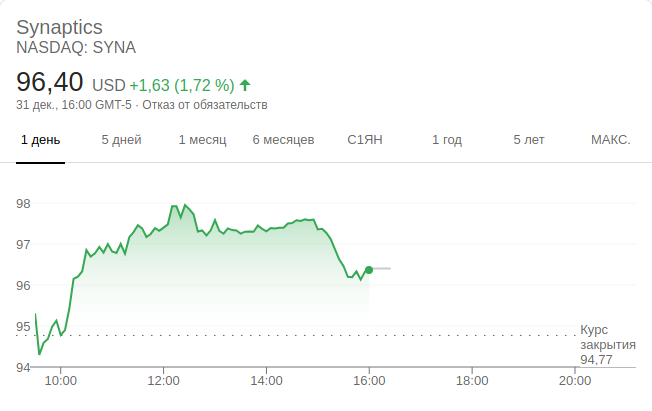 Synaptics
NASDAQ: SYNA
96,40 USD +1,63 (1,72 %) ↑
31 дек., 16:00 GMT-5 · Отказ от обязательств
1 день 5 дней 1 месяц 6 месяцев С1ЯН 1 год 5 лет МАКС.
98
97
96
95
94
Курс
закрытия
94,77
10:00 12:00 14:00 16:00 18:00 20:00